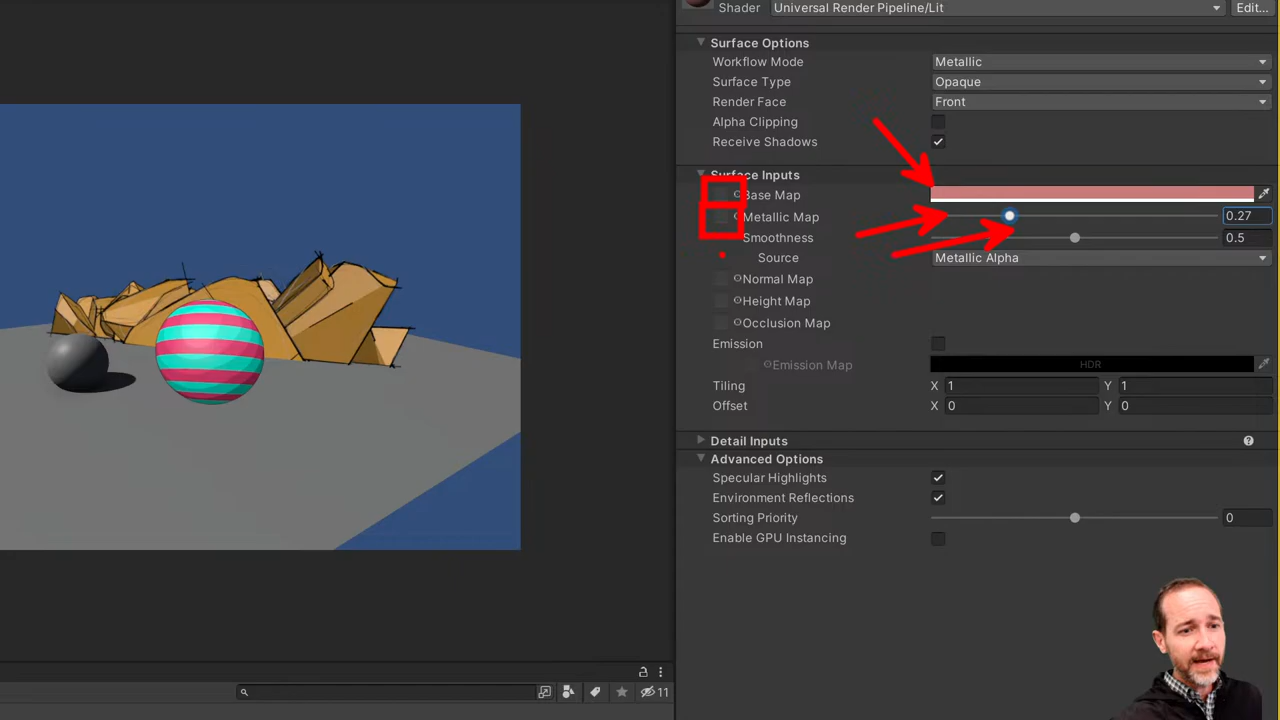 Shader Universal Render Pipeline/Lit Edit...
Surface Options
Workflow Mode Metallic
Surface Type Opaque
Render Face Front
Alpha Clipping
Receive Shadows
Surface Inputs
Base Map
Metallic Map 0.27
Smoothness 0.5
Source Metallic Alpha
Normal Map
Height Map
Occlusion Map
Emission
Emission Map HDR
Tiling X 1 Y 1
Offset X 0 Y 0
Detail Inputs
Advanced Options
Specular Highlights
Environment Reflections
Sorting Priority 0
Enable GPU Instancing
11